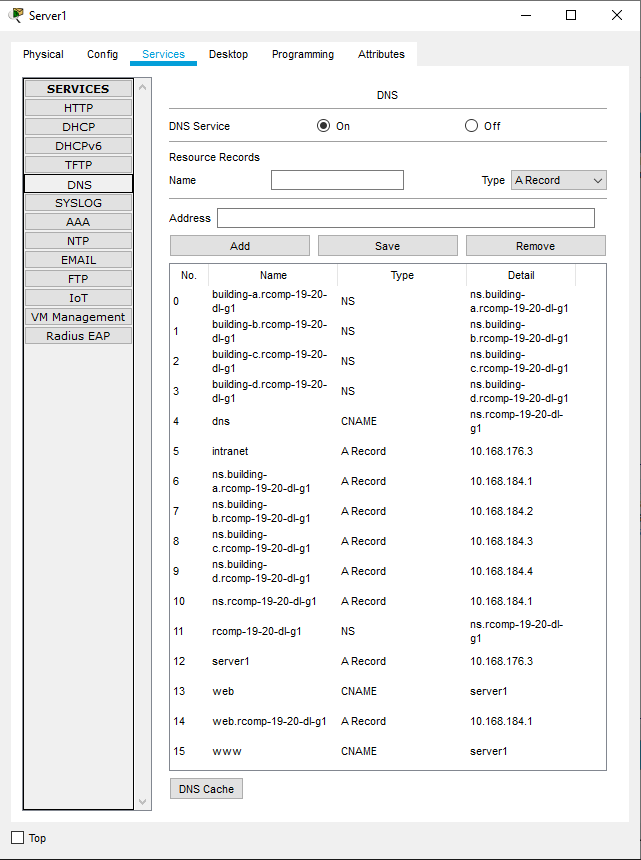 Server1
Physical Config Services Desktop Programming Attributes
SERVICES
HTTP
DHCP
DHCPv6
TFTP
DNS
SYSLOG
AAA
NTP
EMAIL
FTP
IoT
VM Management
Radius EAP
DNS
DNS Service On Off
Resource Records
Name Type A Record
Address
Add Save Remove
No. Name Type Detail
0 building-a.rcomp-19-20- NS ns.building-
dl-g1 a.rcomp-19-20-dl-g1
1 building-b.rcomp-19-20- NS ns.building-
dl-g1 b.rcomp-19-20-dl-g1
2 building-c.rcomp-19-20- NS ns.building-
dl-g1 c.rcomp-19-20-dl-g1
3 building-d.rcomp-19-20- NS ns.building-
dl-g1 d.rcomp-19-20-dl-g1
4 dns CNAME ns.rcomp-19-20-dl-
g1
5 intranet A Record 10.168.176.3
6 ns.building- A Record 10.168.184.1
a.rcomp-19-20-dl-g1
7 ns.building- A Record 10.168.184.2
b.rcomp-19-20-dl-g1
8 ns.building- A Record 10.168.184.3
c.rcomp-19-20-dl-g1
9 ns.building- A Record 10.168.184.4
d.rcomp-19-20-dl-g1
10 ns.rcomp-19-20-dl-g1 A Record 10.168.184.1
11 rcomp-19-20-dl-g1 NS ns.rcomp-19-20-dl-
g1
12 server1 A Record 10.168.176.3
13 web CNAME server1
14 web.rcomp-19-20-dl-g1 A Record 10.168.184.1
15 www CNAME server1
DNS Cache
Top